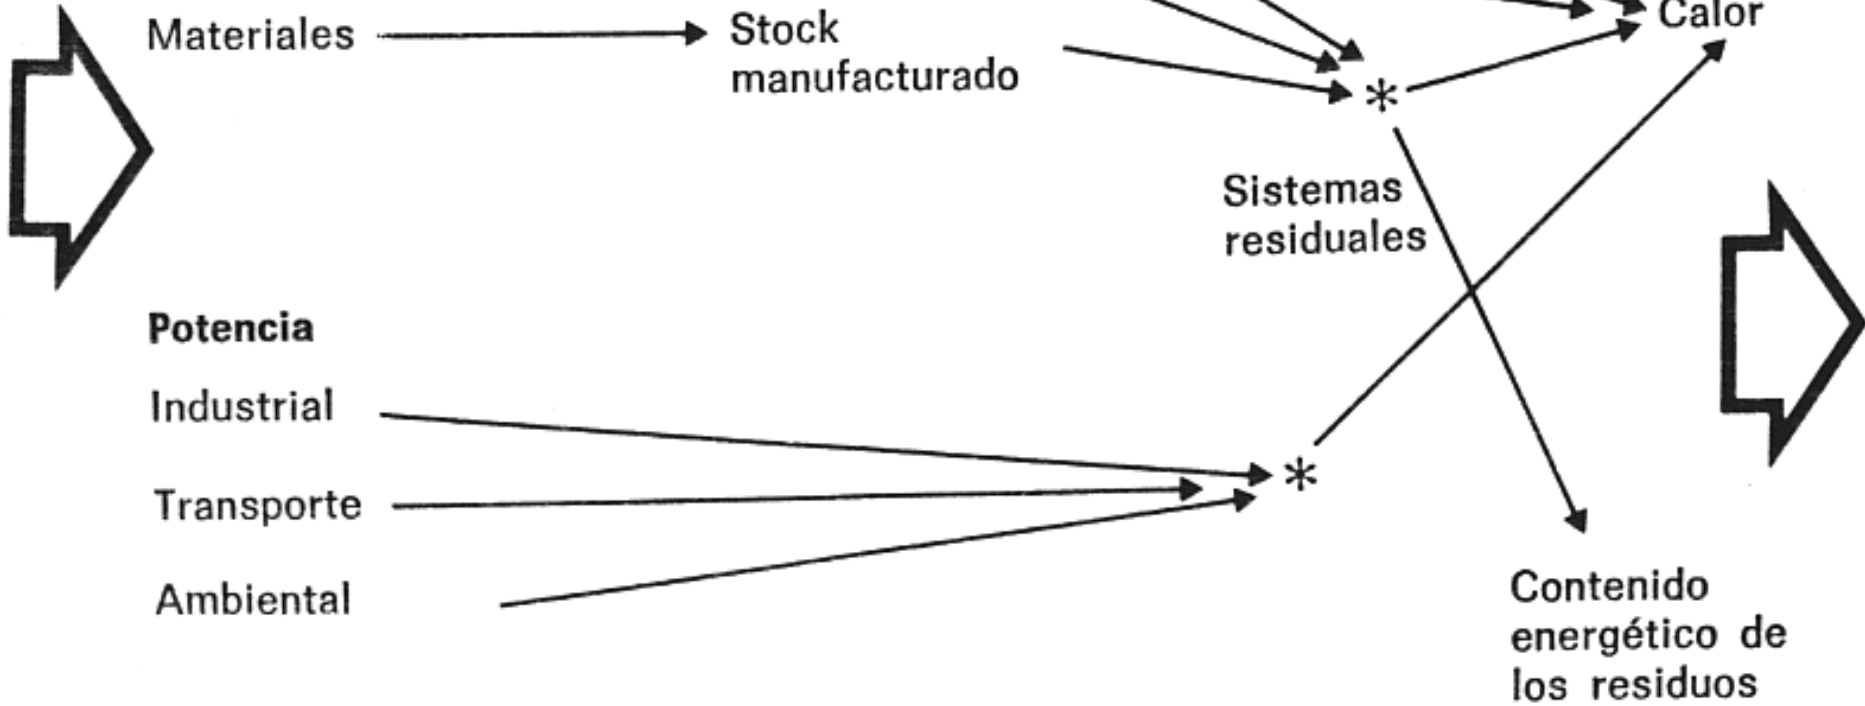 Materiales
Stock
manufacturado
Calor
*
Sistemas
residuales
Potencia
Industrial
*
Transporte
Ambiental
Contenido
energético de
los residuos